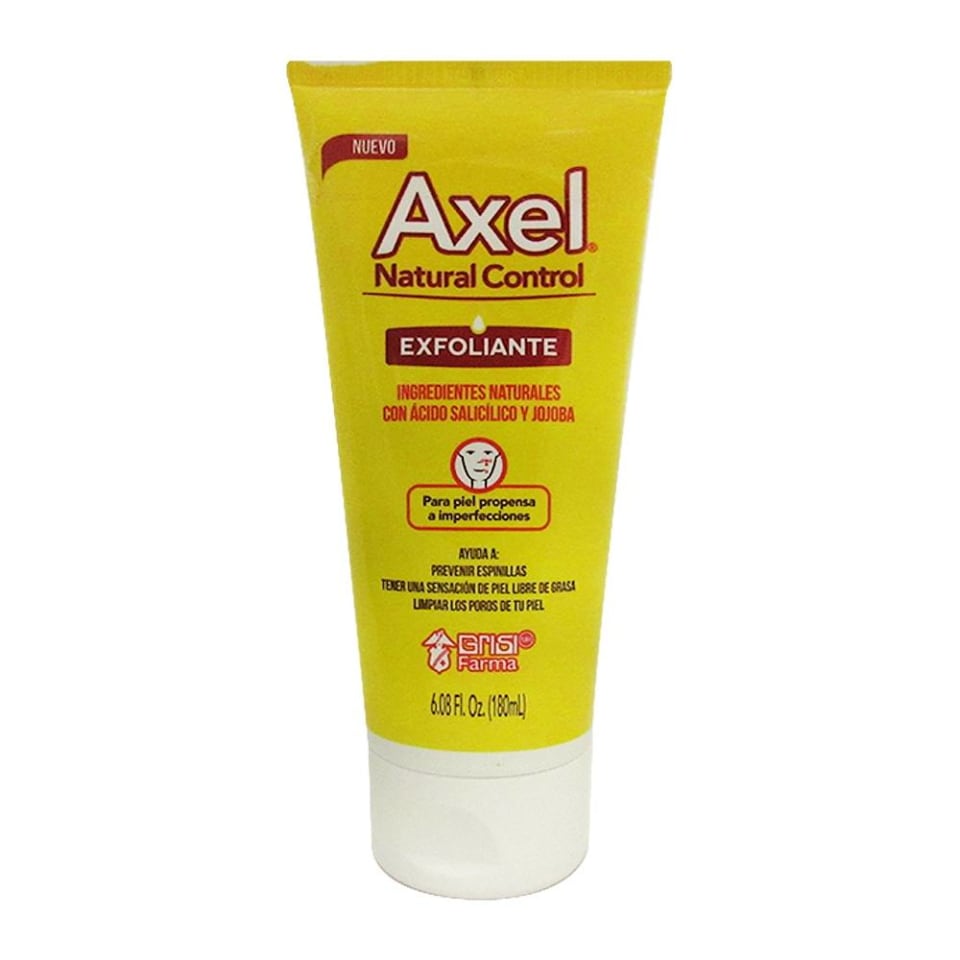 NUEVO
Axel®
Natural Control
EXFOLIANTE
INGREDIENTES NATURALES
CON ÁCIDO SALICÍLICO Y JOJOBA
Para piel propensa
a imperfecciones
AYUDA A:
PREVENIR ESPINILLAS
TENER UNA SENSACIÓN DE PIEL LIBRE DE GRASA
LIMPIAR LOS POROS DE TU PIEL
GRISI
Farma
6.08 Fl. Oz. (180mL)